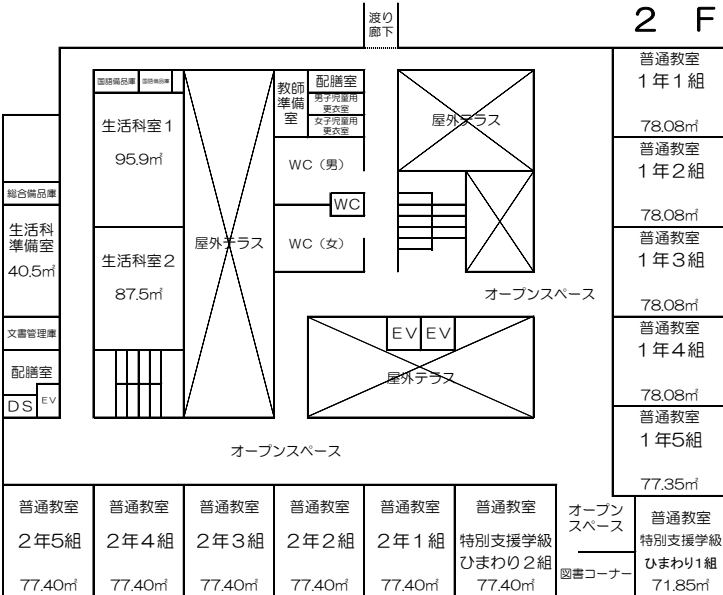 ２ Ｆ
渡り
廊下
普通教室
１年１組
78.08㎡
普通教室
１年２組
78.08㎡
普通教室
１年３組
78.08㎡
普通教室
１年４組
78.08㎡
普通教室
１年５組
77.35㎡
国語備品庫
国語備品庫
生活科室１
95.9㎡
生活科室２
87.5㎡
屋外テラス
教師
準備
室
配膳室
男子児童用
更衣室
女子児童用
更衣室
WC（男）
WC
WC（女）
屋外テラス
総合備品庫
生活科
準備室
40.5㎡
文書管理庫
配膳室
DS
EV
オープンスペース
EV
EV
屋外テラス
オープンスペース
普通教室
２年５組
77.40㎡
普通教室
２年４組
77.40㎡
普通教室
２年３組
77.40㎡
普通教室
２年２組
77.40㎡
普通教室
２年１組
77.40㎡
普通教室
特別支援学級
ひまわり２組
77.40㎡
オープン
スペース
図書コーナー
普通教室
特別支援学級
ひまわり1組
71.85㎡